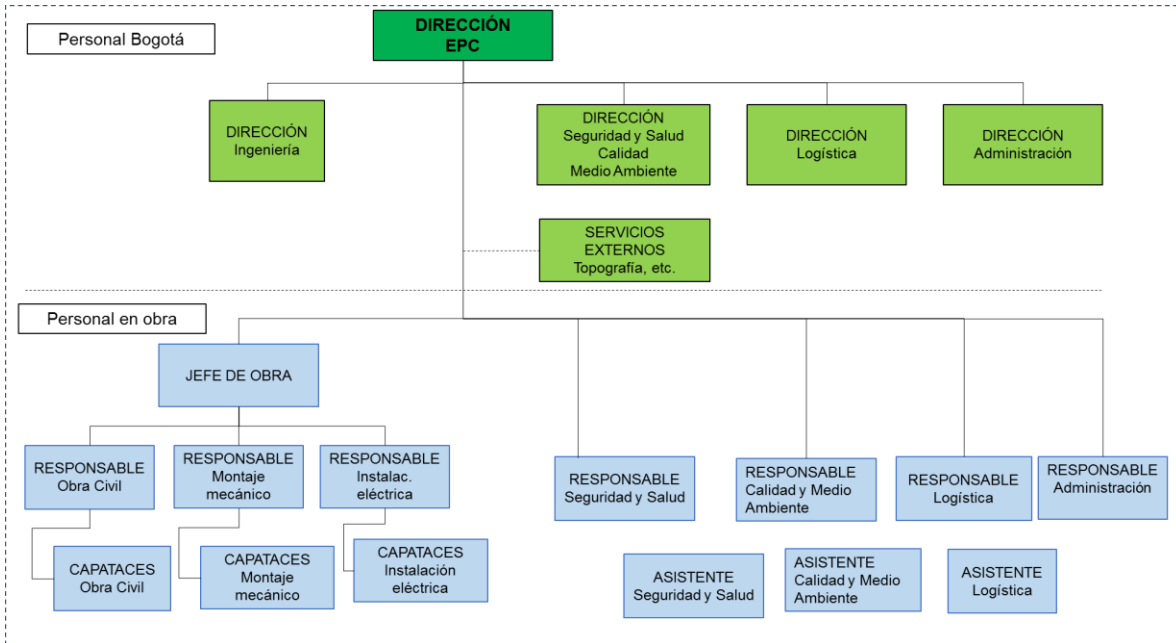 Personal Bogotá
DIRECCIÓN
EPC
DIRECCIÓN
Ingeniería
DIRECCIÓN
Seguridad y Salud
Calidad
Medio Ambiente
DIRECCIÓN
Logística
DIRECCIÓN
Administración
SERVICIOS
EXTERNOS
Topografía, etc.
Personal en obra
JEFE DE OBRA
RESPONSABLE
Obra Civil
RESPONSABLE
Montaje
mecánico
RESPONSABLE
Instalac.
eléctrica
RESPONSABLE
Seguridad y Salud
RESPONSABLE
Calidad y Medio
Ambiente
RESPONSABLE
Logística
RESPONSABLE
Administración
CAPATACES
Obra Civil
CAPATACES
Montaje
mecánico
CAPATACES
Instalación
eléctrica
ASISTENTE
Seguridad y Salud
ASISTENTE
Calidad y Medio
Ambiente
ASISTENTE
Logística